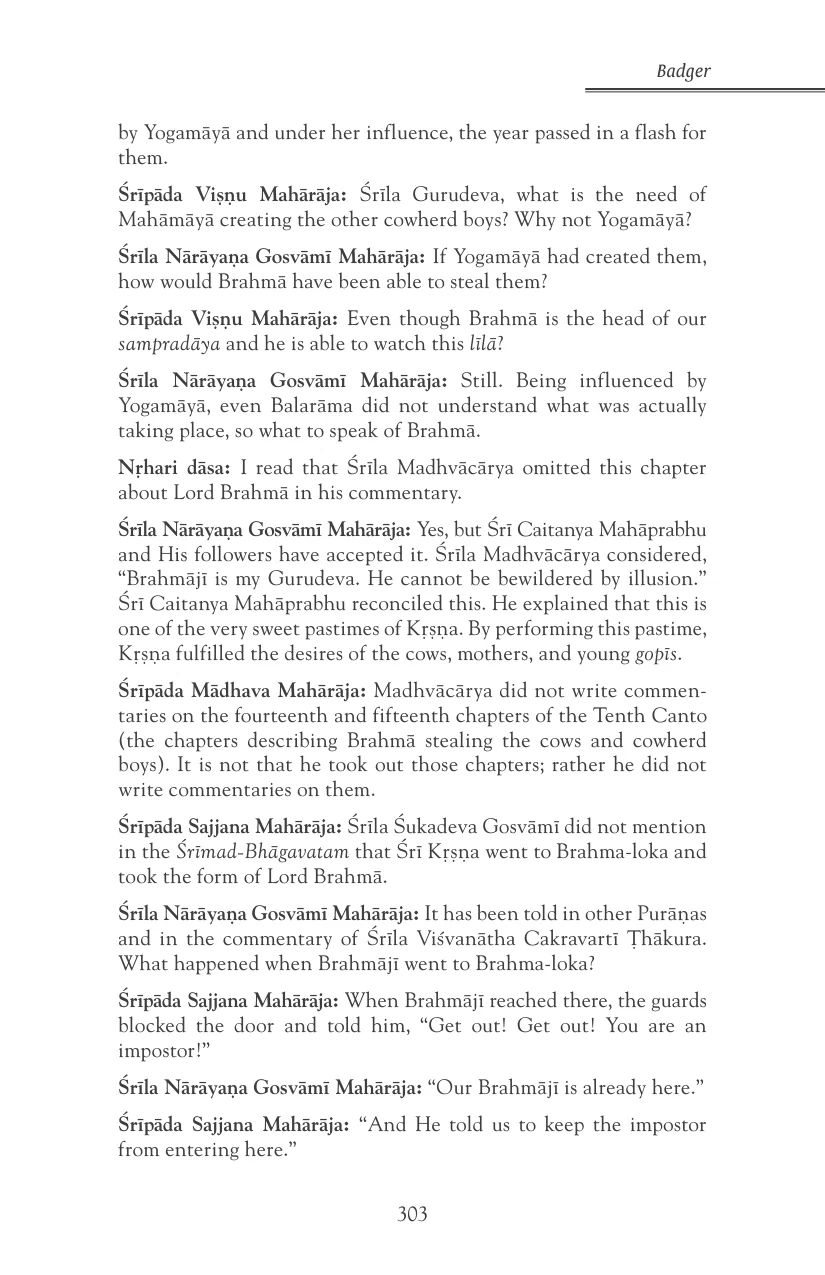 Badger
by Yogamāyā and under her influence, the year passed in a flash for
them.
Śrīpāda Viṣṇu Mahārāja: Śrīla Gurudeva, what is the need of
Mahāmāyā creating the other cowherd boys? Why not Yogamāyā?
Śrīla Nārāyaṇa Gosvāmī Mahārāja: If Yogamāyā had created them,
how would Brahmā have been able to steal them?
Śrīpāda Viṣṇu Mahārāja: Even though Brahmā is the head of our
sampradāya and he is able to watch this līlā?
Śrīla Nārāyaṇa Gosvāmī Mahārāja: Still. Being influenced by
Yogamāyā, even Balarāma did not understand what was actually
taking place, so what to speak of Brahmā.
Nṛhari dāsa: I read that Śrīla Madhvācārya omitted this chapter
about Lord Brahmā in his commentary.
Śrīla Nārāyaṇa Gosvāmī Mahārāja: Yes, but Śrī Caitanya Mahāprabhu
and His followers have accepted it. Śrīla Madhvācārya considered,
“Brahmājī is my Gurudeva. He cannot be bewildered by illusion.”
Śrī Caitanya Mahāprabhu reconciled this. He explained that this is
one of the very sweet pastimes of Kṛṣṇa. By performing this pastime,
Kṛṣṇa fulfilled the desires of the cows, mothers, and young gopīs.
Śrīpāda Mādhava Mahārāja: Madhvācārya did not write commen-
taries on the fourteenth and fifteenth chapters of the Tenth Canto
(the chapters describing Brahmā stealing the cows and cowherd
boys). It is not that he took out those chapters; rather he did not
write commentaries on them.
Śrīpāda Sajjana Mahārāja: Śrīla Śukadeva Gosvāmī did not mention
in the Śrīmad-Bhāgavatam that Śrī Kṛṣṇa went to Brahma-loka and
took the form of Lord Brahmā.
Śrīla Nārāyaṇa Gosvāmī Mahārāja: It has been told in other Purāṇas
and in the commentary of Śrīla Viśvanātha Cakravartī Ṭhākura.
What happened when Brahmājī went to Brahma-loka?
Śrīpāda Sajjana Mahārāja: When Brahmājī reached there, the guards
blocked the door and told him, “Get out! Get out! You are an
impostor!”
Śrīla Nārāyaṇa Gosvāmī Mahārāja: “Our Brahmājī is already here.”
Śrīpāda Sajjana Mahārāja: “And He told us to keep the impostor
from entering here.”
303